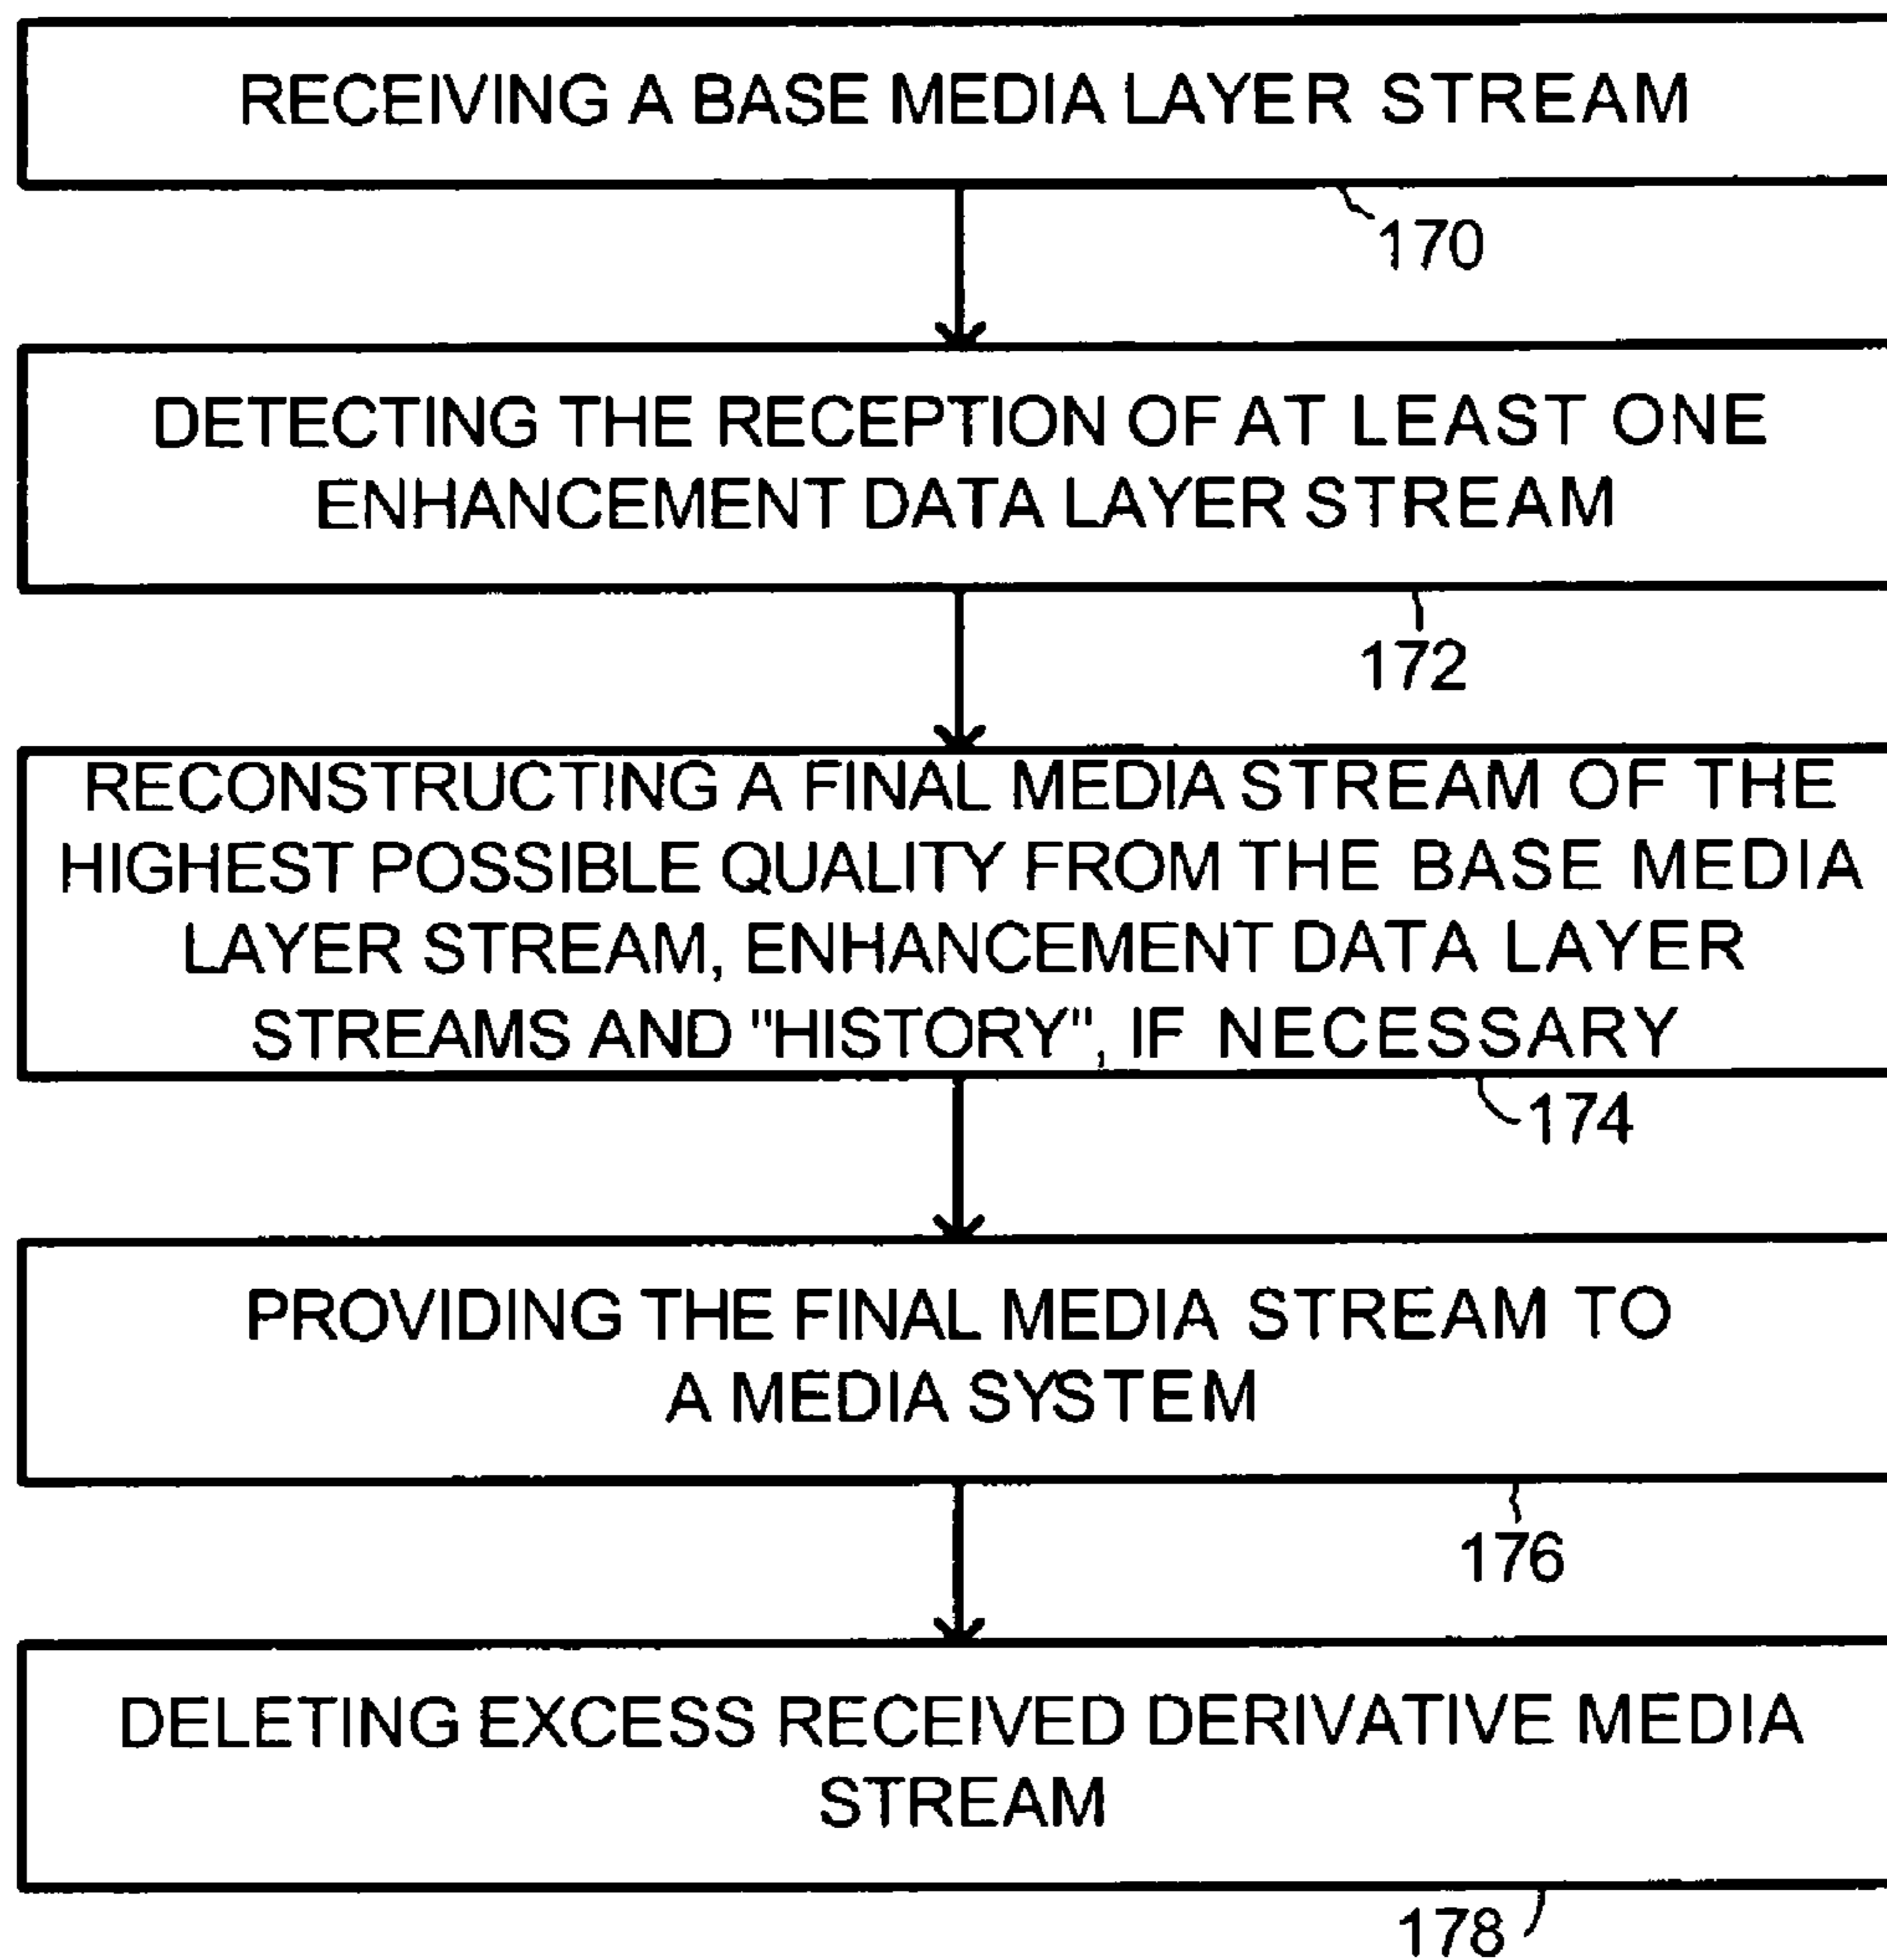 RECEIVING A BASE MEDIA LAYER STREAM
170
DETECTING THE RECEPTION OF AT LEAST ONE
ENHANCEMENT DATA LAYER STREAM
172
RECONSTRUCTING A FINAL MEDIA STREAM OF THE
HIGHEST POSSIBLE QUALITY FROM THE BASE MEDIA
LAYER STREAM, ENHANCEMENT DATA LAYER
STREAMS AND "HISTORY", IF NECESSARY
174
PROVIDING THE FINAL MEDIA STREAM TO
A MEDIA SYSTEM
176
DELETING EXCESS RECEIVED DERIVATIVE MEDIA
STREAM
178